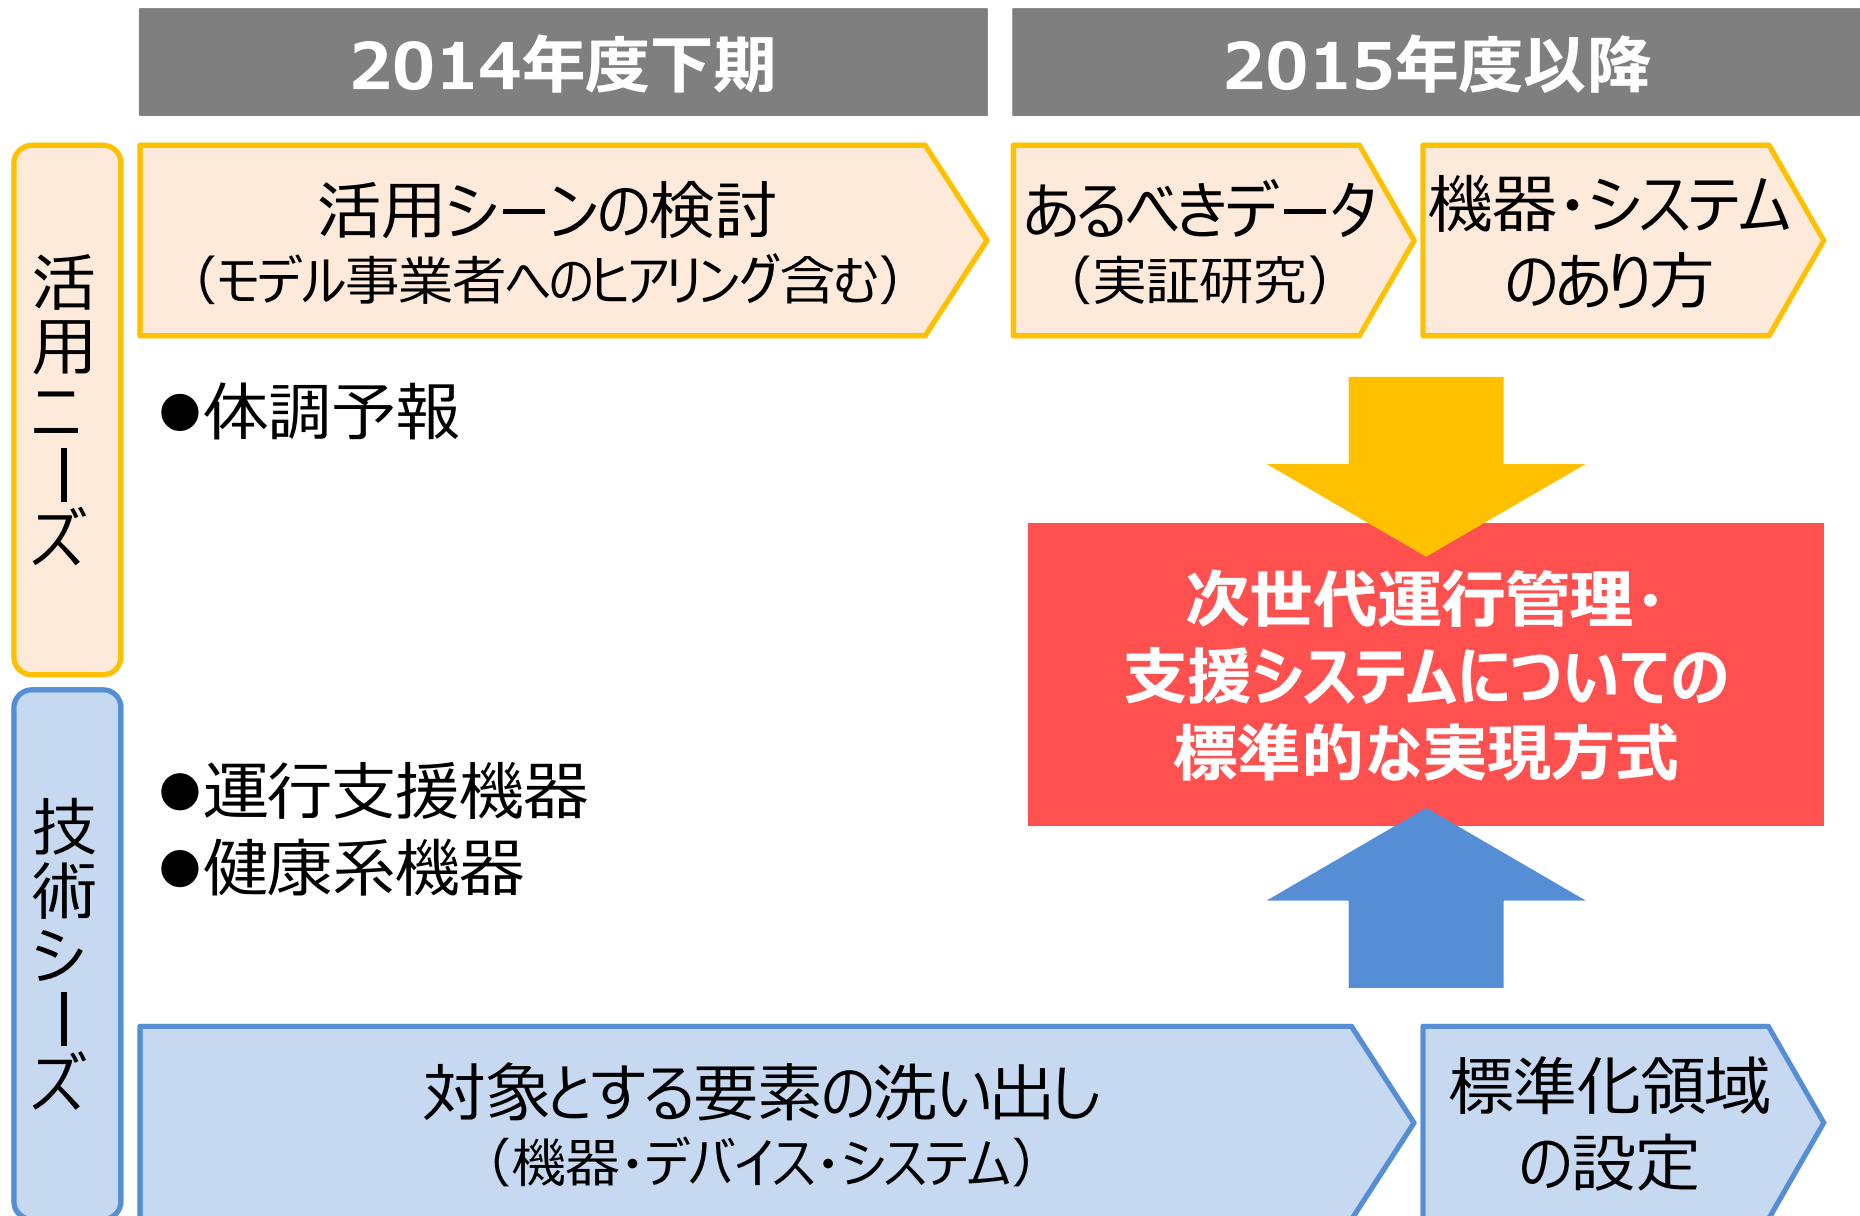 2014年度下期
2015年度以降
活用ニーズ
活用シーンの検討
（モデル事業者へのヒアリング含む）
あるべきデータ
（実証研究）
機器・システム
のあり方
●体調予報
次世代運行管理・
支援システムについての
標準的な実現方式
技術シーズ
●運行支援機器
●健康系機器
対象とする要素の洗い出し
（機器・デバイス・システム）
標準化領域
の設定